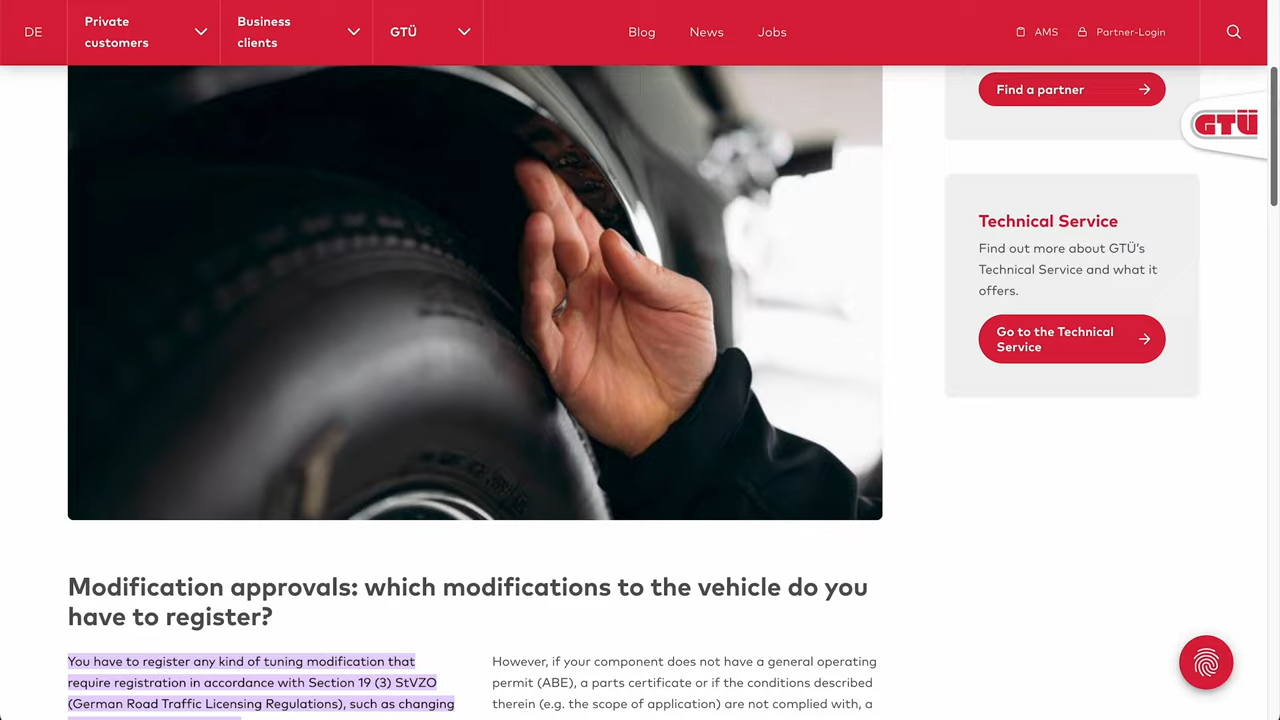 DE
Private
customers
Business
clients
GTÜ
Blog
News
Jobs
AMS
Partner-Login
Find a partner
GTÜ
Technical Service
Find out more about GTÜ's
Technical Service and what it
offers.
Go to the Technical
Service
Modification approvals: which modifications to the vehicle do you
have to register?
You have to register any kind of tuning modification that
require registration in accordance with Section 19 (3) StVZO
(German Road Traffic Licensing Regulations), such as changing
However, if your component does not have a general operating
permit (ABE), a parts certificate or if the conditions described
therein (e.g. the scope of application) are not complied with, a